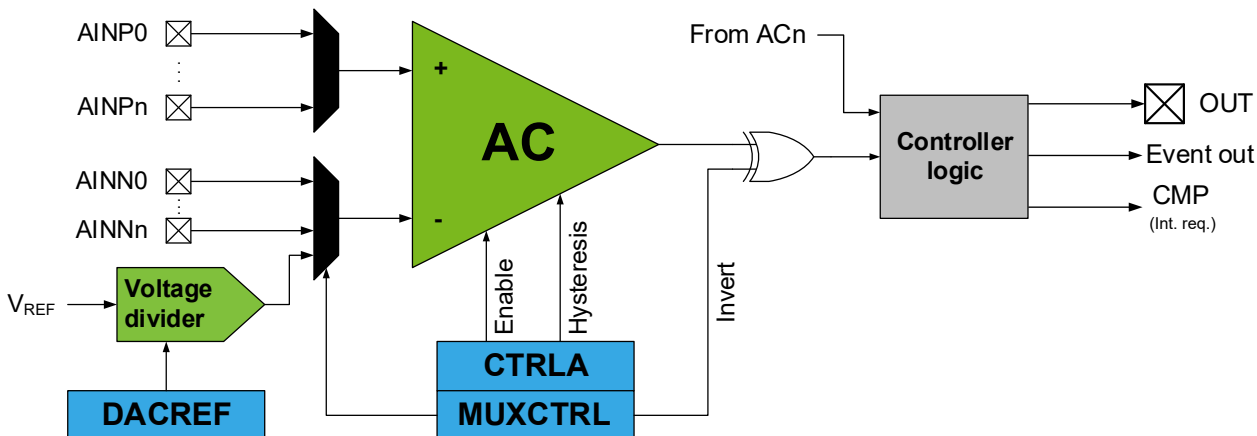 AINP0
AINPn
AINN0
AINNn
VREF
Voltage
divider
DACREF
+
-
AC
Enable
Hysteresis
Invert
CTRLA
MUXCTRL
From ACn
Controller
logic
OUT
Event out
CMP
(Int. req.)